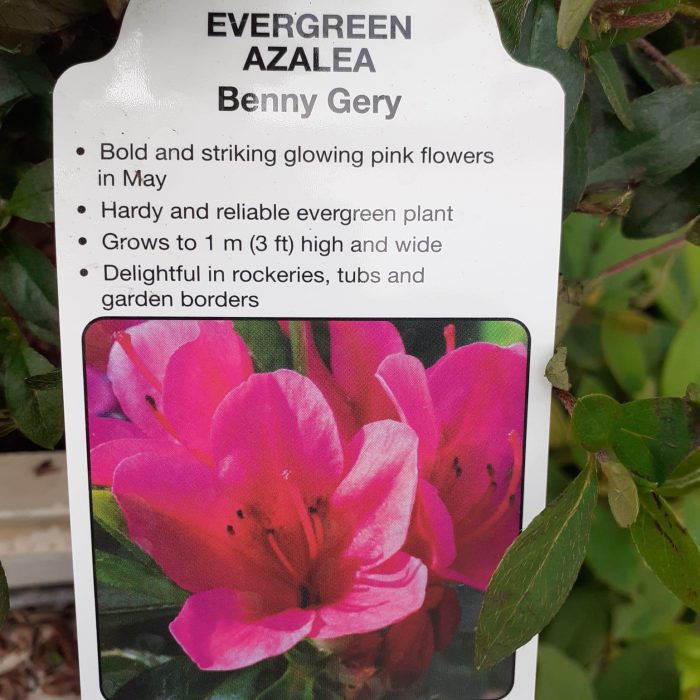 EVERGREEN
AZALEA
Benny Gery
• Bold and striking glowing pink flowers
in May
• Hardy and reliable evergreen plant
• Grows to 1 m (3 ft) high and wide
• Delightful in rockeries, tubs and
garden borders